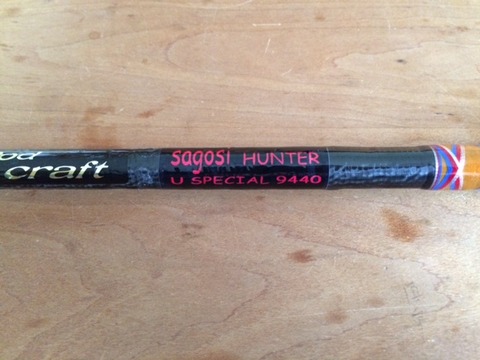 craft
sagosi HUNTER
U SPECIAL 9440